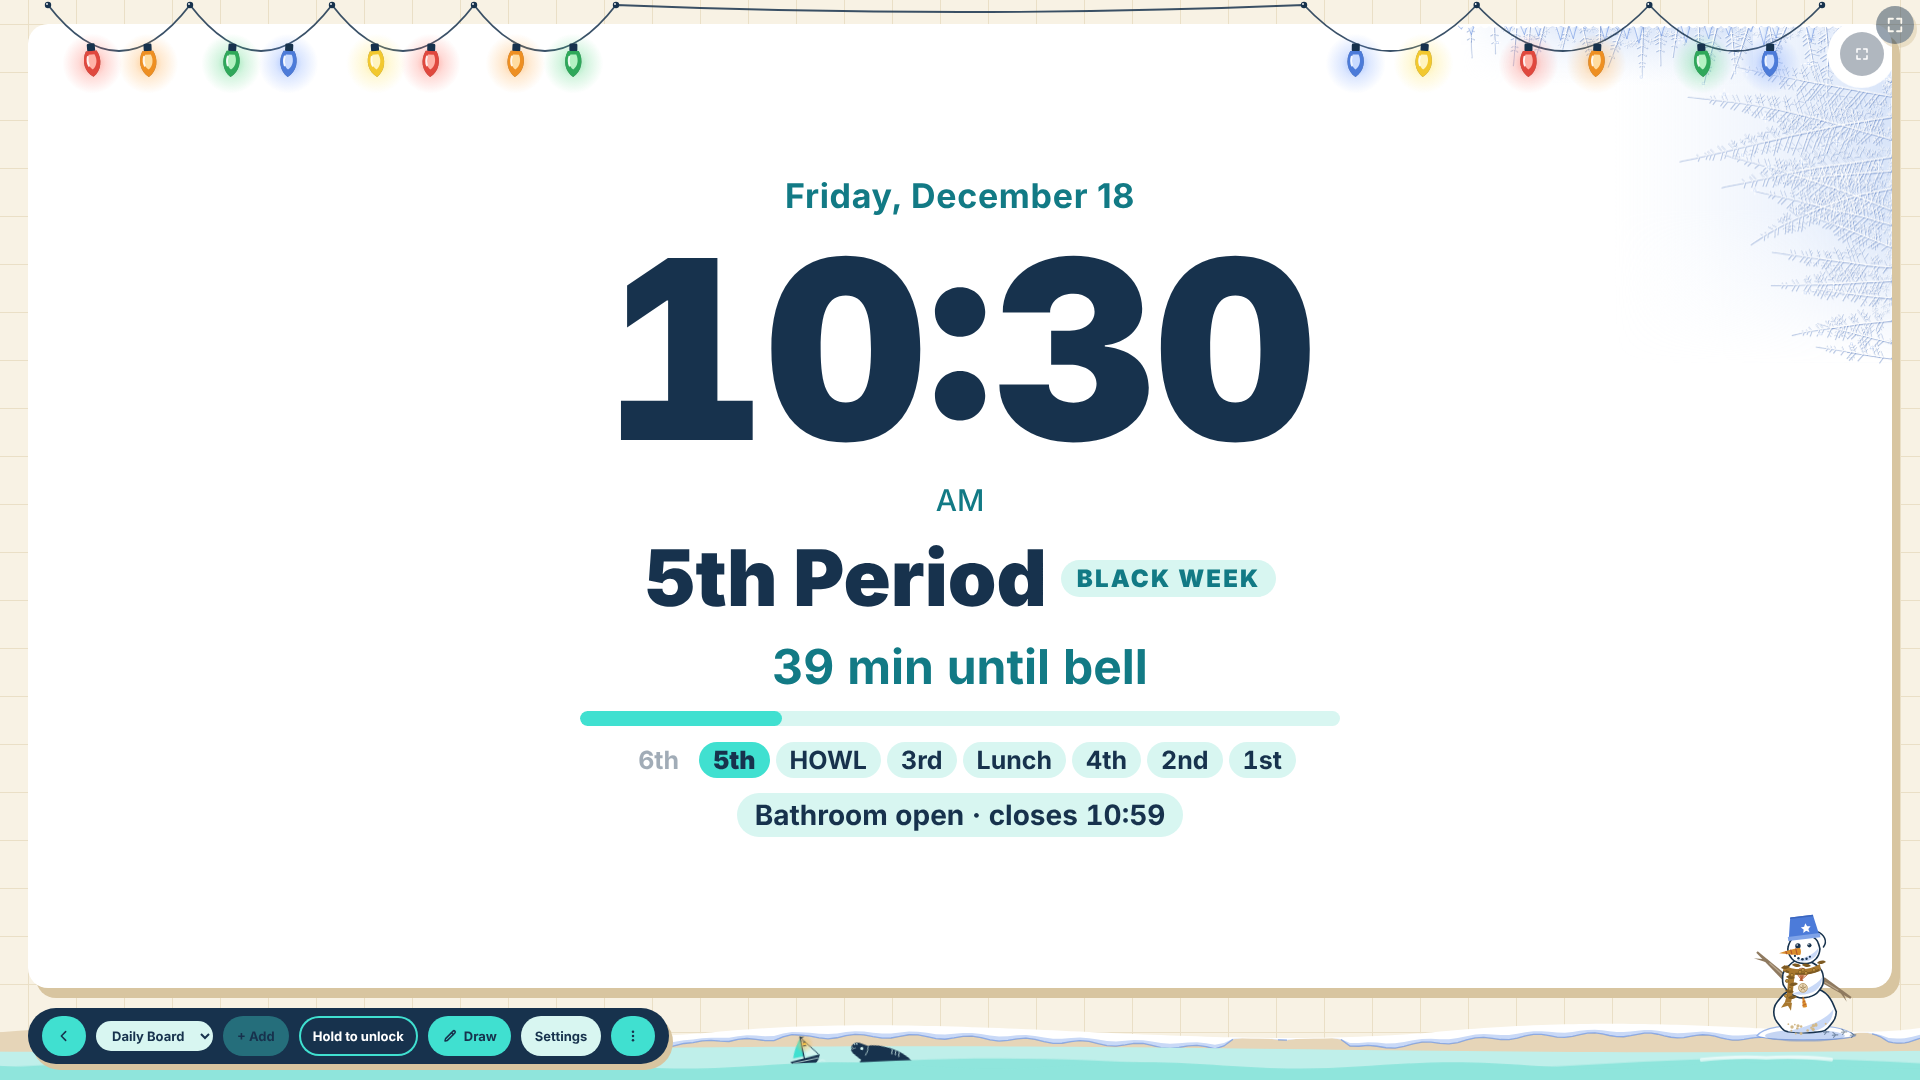 Friday, December 18
10:30
AM
5th Period BLACK WEEK
39 min until bell
6th 5th HOWL 3rd Lunch 4th 2nd 1st
Bathroom open · closes 10:59
Daily Board + Add Hold to unlock Draw Settings